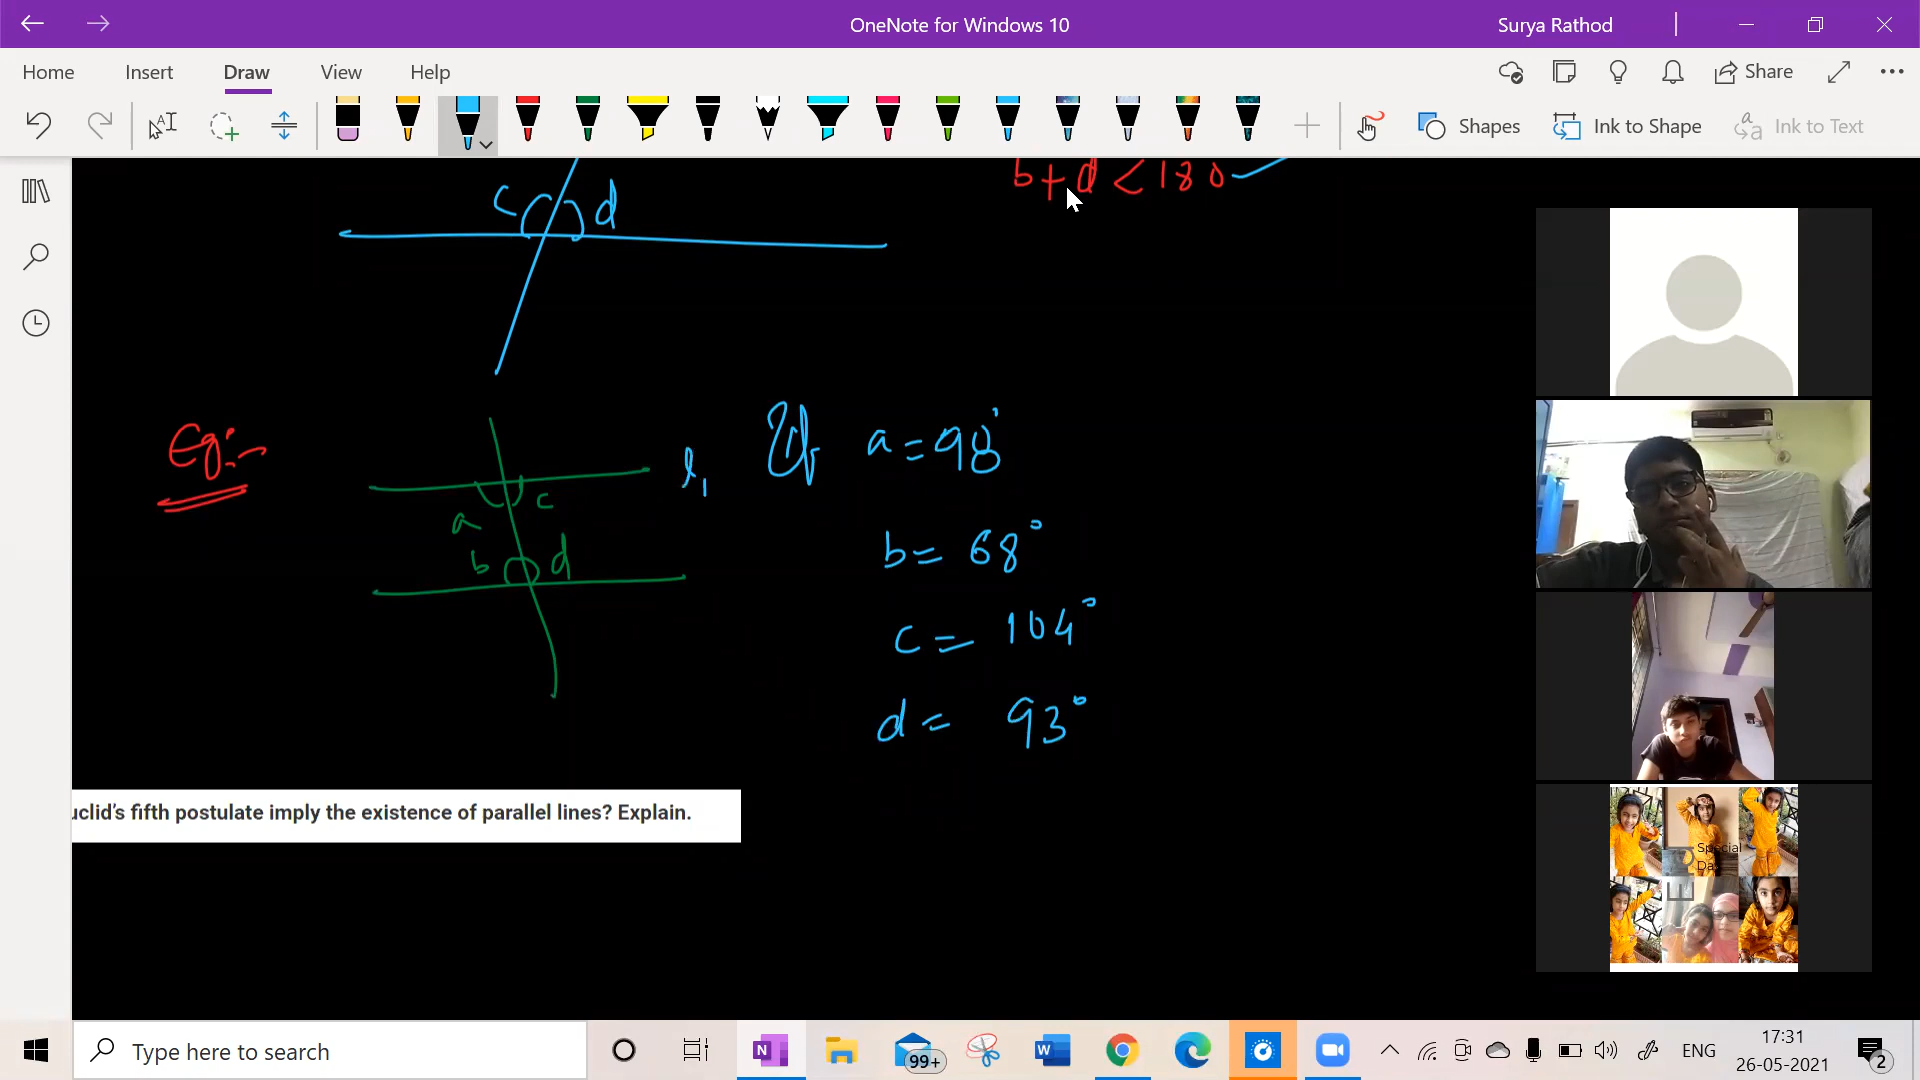 OneNote for Windows 10
Surya Rathod
Home Insert Draw View Help
Share
Shapes
Ink to Shape
Ink to Text
b+d < 180
c d
Eg:-
l1
If a = 98°
a c
b d
b = 68°
c = 104°
d = 93°
uclid's fifth postulate imply the existence of parallel lines? Explain.
Special
Day
Type here to search
99+
ENG
17:31
26-05-2021
2